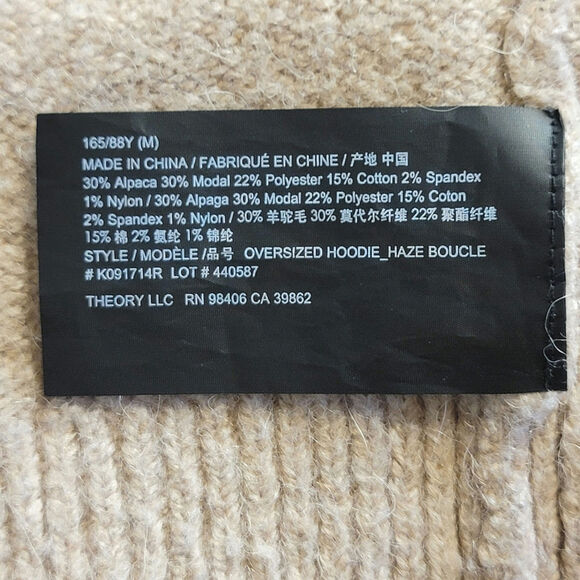 165/88Y (M)
MADE IN CHINA / FABRIQUÉ EN CHINE / 产地 中国
30% Alpaca 30% Modal 22% Polyester 15% Cotton 2% Spandex
1% Nylon / 30% Alpaga 30% Modal 22% Polyester 15% Coton
2% Spandex 1% Nylon / 30% 羊驼毛 30% 莫代尔纤维 22% 聚酯纤维
15% 棉 2% 氨纶 1% 锦纶
STYLE / MODÈLE /品号 OVERSIZED HOODIE_HAZE BOUCLE
# K091714R LOT # 440587
THEORY LLC RN 98406 CA 39862